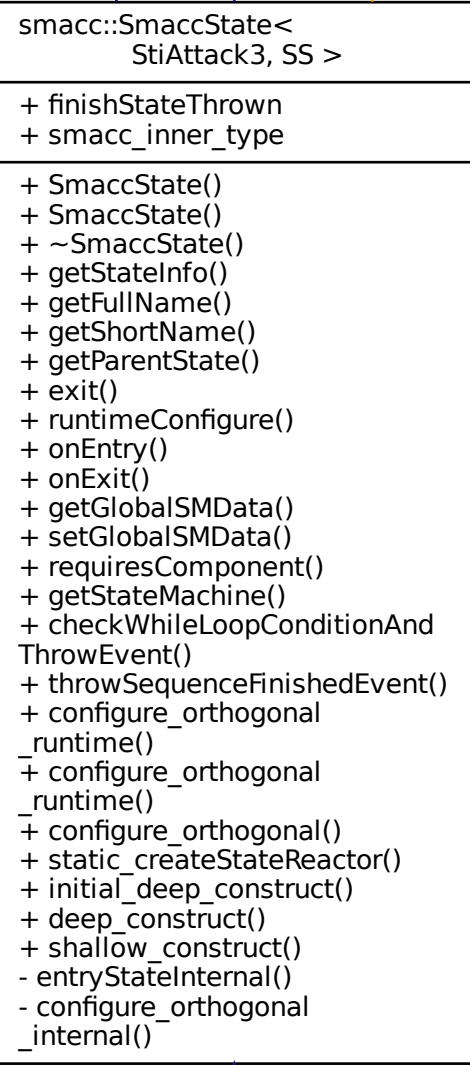 smacc::SmaccState<
StiAttack3, SS >
+ finishStateThrown
+ smacc_inner_type
+ SmaccState()
+ SmaccState()
+ ~SmaccState()
+ getStateInfo()
+ getFullName()
+ getShortName()
+ getParentState()
+ exit()
+ runtimeConfigure()
+ onEntry()
+ onExit()
+ getGlobalSMData()
+ setGlobalSMData()
+ requiresComponent()
+ getStateMachine()
+ checkWhileLoopConditionAnd
ThrowEvent()
+ throwSequenceFinishedEvent()
+ configure_orthogonal
_runtime()
+ configure_orthogonal
_runtime()
+ configure_orthogonal()
+ static_createStateReactor()
+ initial_deep_construct()
+ deep_construct()
+ shallow_construct()
- entryStateInternal()
- configure_orthogonal
_internal()